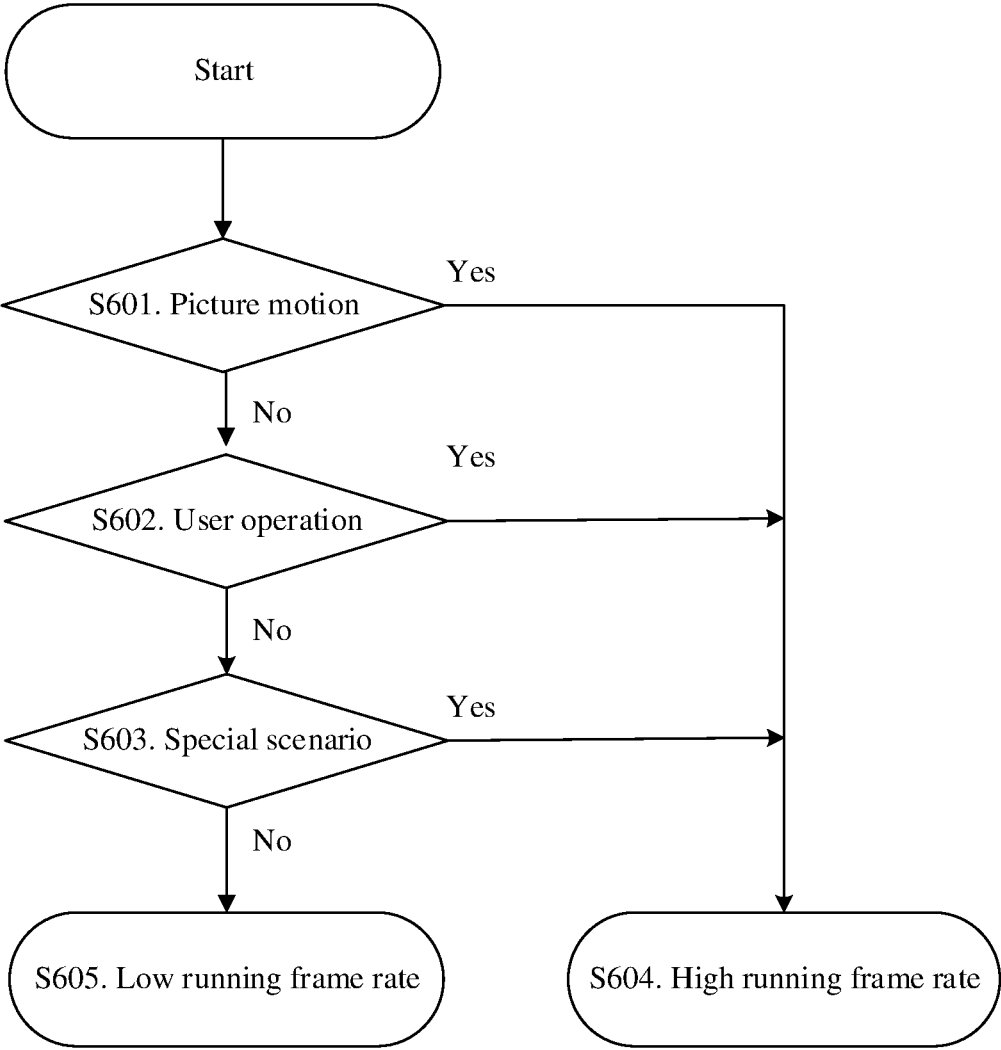 Start
Yes
S601. Picture motion
No
Yes
S602. User operation
No
Yes
S603. Special scenario
No
S605. Low running frame rate
S604. High running frame rate